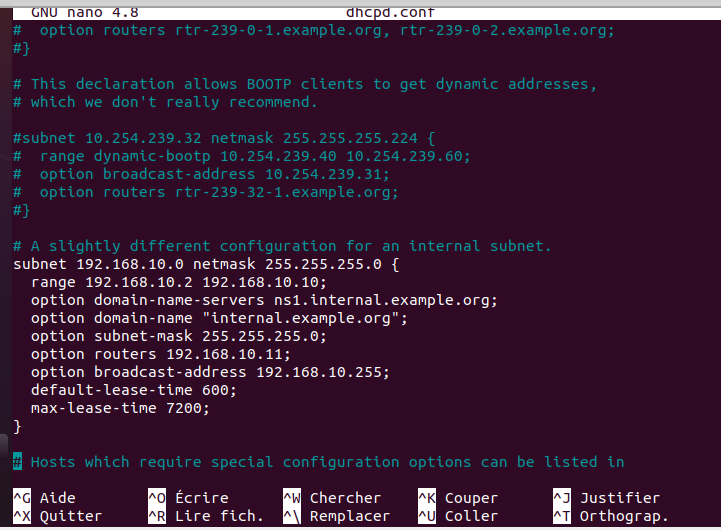 GNU nano 4.8 dhcpd.conf
#  option routers rtr-239-0-1.example.org, rtr-239-0-2.example.org;
#}
# This declaration allows BOOTP clients to get dynamic addresses,
# which we don't really recommend.
#subnet 10.254.239.32 netmask 255.255.255.224 {
#  range dynamic-bootp 10.254.239.40 10.254.239.60;
#  option broadcast-address 10.254.239.31;
#  option routers rtr-239-32-1.example.org;
#}
# A slightly different configuration for an internal subnet.
subnet 192.168.10.0 netmask 255.255.255.0 {
  range 192.168.10.2 192.168.10.10;
  option domain-name-servers ns1.internal.example.org;
  option domain-name "internal.example.org";
  option subnet-mask 255.255.255.0;
  option routers 192.168.10.11;
  option broadcast-address 192.168.10.255;
  default-lease-time 600;
  max-lease-time 7200;
}
# Hosts which require special configuration options can be listed in
^G Aide ^O Écrire ^W Chercher ^K Couper ^J Justifier
^X Quitter ^R Lire fich. ^\ Remplacer ^U Coller ^T Orthograp.